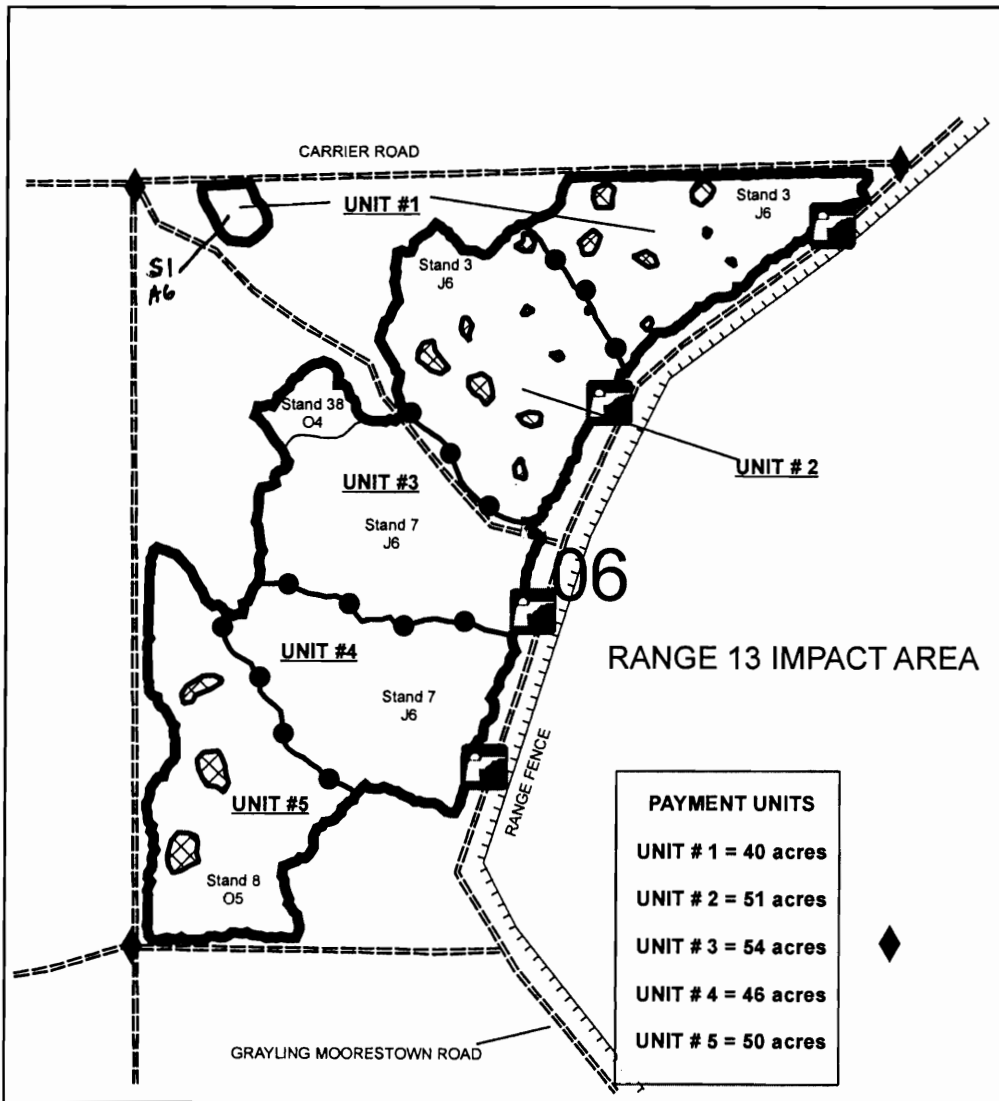 CARRIER ROAD
UNIT #1
Stand 3
J6
S1
A6
Stand 3
J6
Stand 38
O4
UNIT # 2
UNIT #3
Stand 7
J6
06
UNIT #4
RANGE 13 IMPACT AREA
Stand 7
J6
RANGE FENCE
UNIT #5
Stand 8
O5
PAYMENT UNITS
UNIT # 1 = 40 acres
UNIT # 2 = 51 acres
UNIT # 3 = 54 acres
UNIT # 4 = 46 acres
UNIT # 5 = 50 acres
GRAYLING MOORESTOWN ROAD